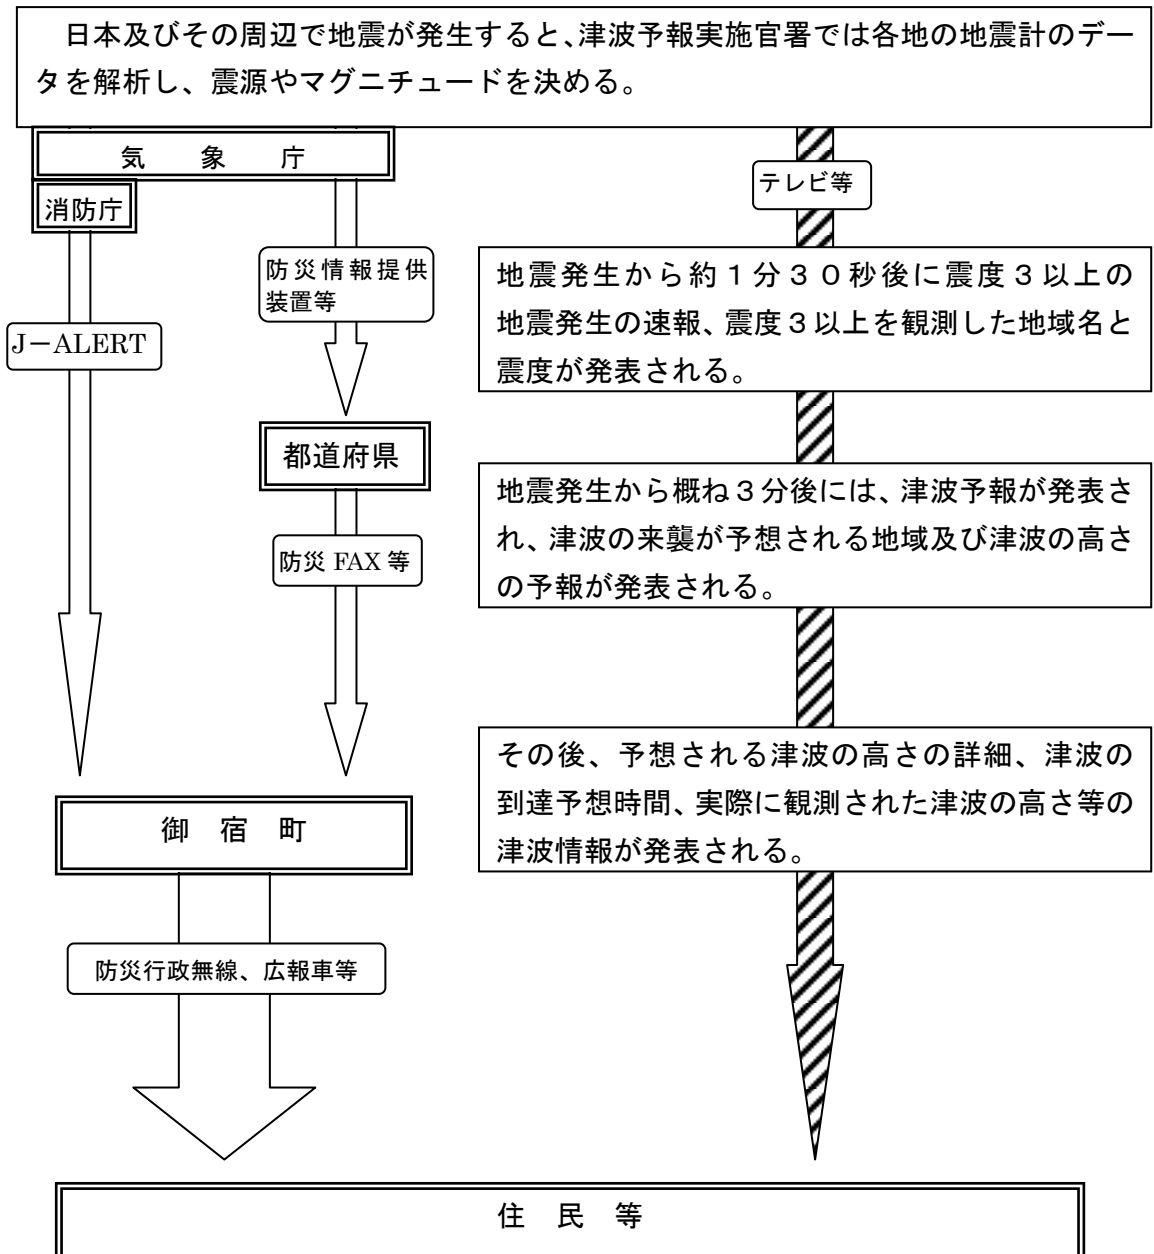 日本及びその周辺で地震が発生すると、津波予報実施官署では各地の地震計のデー
タを解析し、震源やマグニチュードを決める。
気　象　庁
テレビ等
消防庁
防災情報提供
装置等
地震発生から約１分３０秒後に震度３以上の
地震発生の速報、震度３以上を観測した地域名と
震度が発表される。
J－ALERT
都道府県
地震発生から概ね３分後には、津波予報が発表さ
れ、津波の来襲が予想される地域及び津波の高さ
の予報が発表される。
防災 FAX 等
その後、予想される津波の高さの詳細、津波の
到達予想時間、実際に観測された津波の高さ等の
津波情報が発表される。
御　宿　町
防災行政無線、広報車等
住　民　等